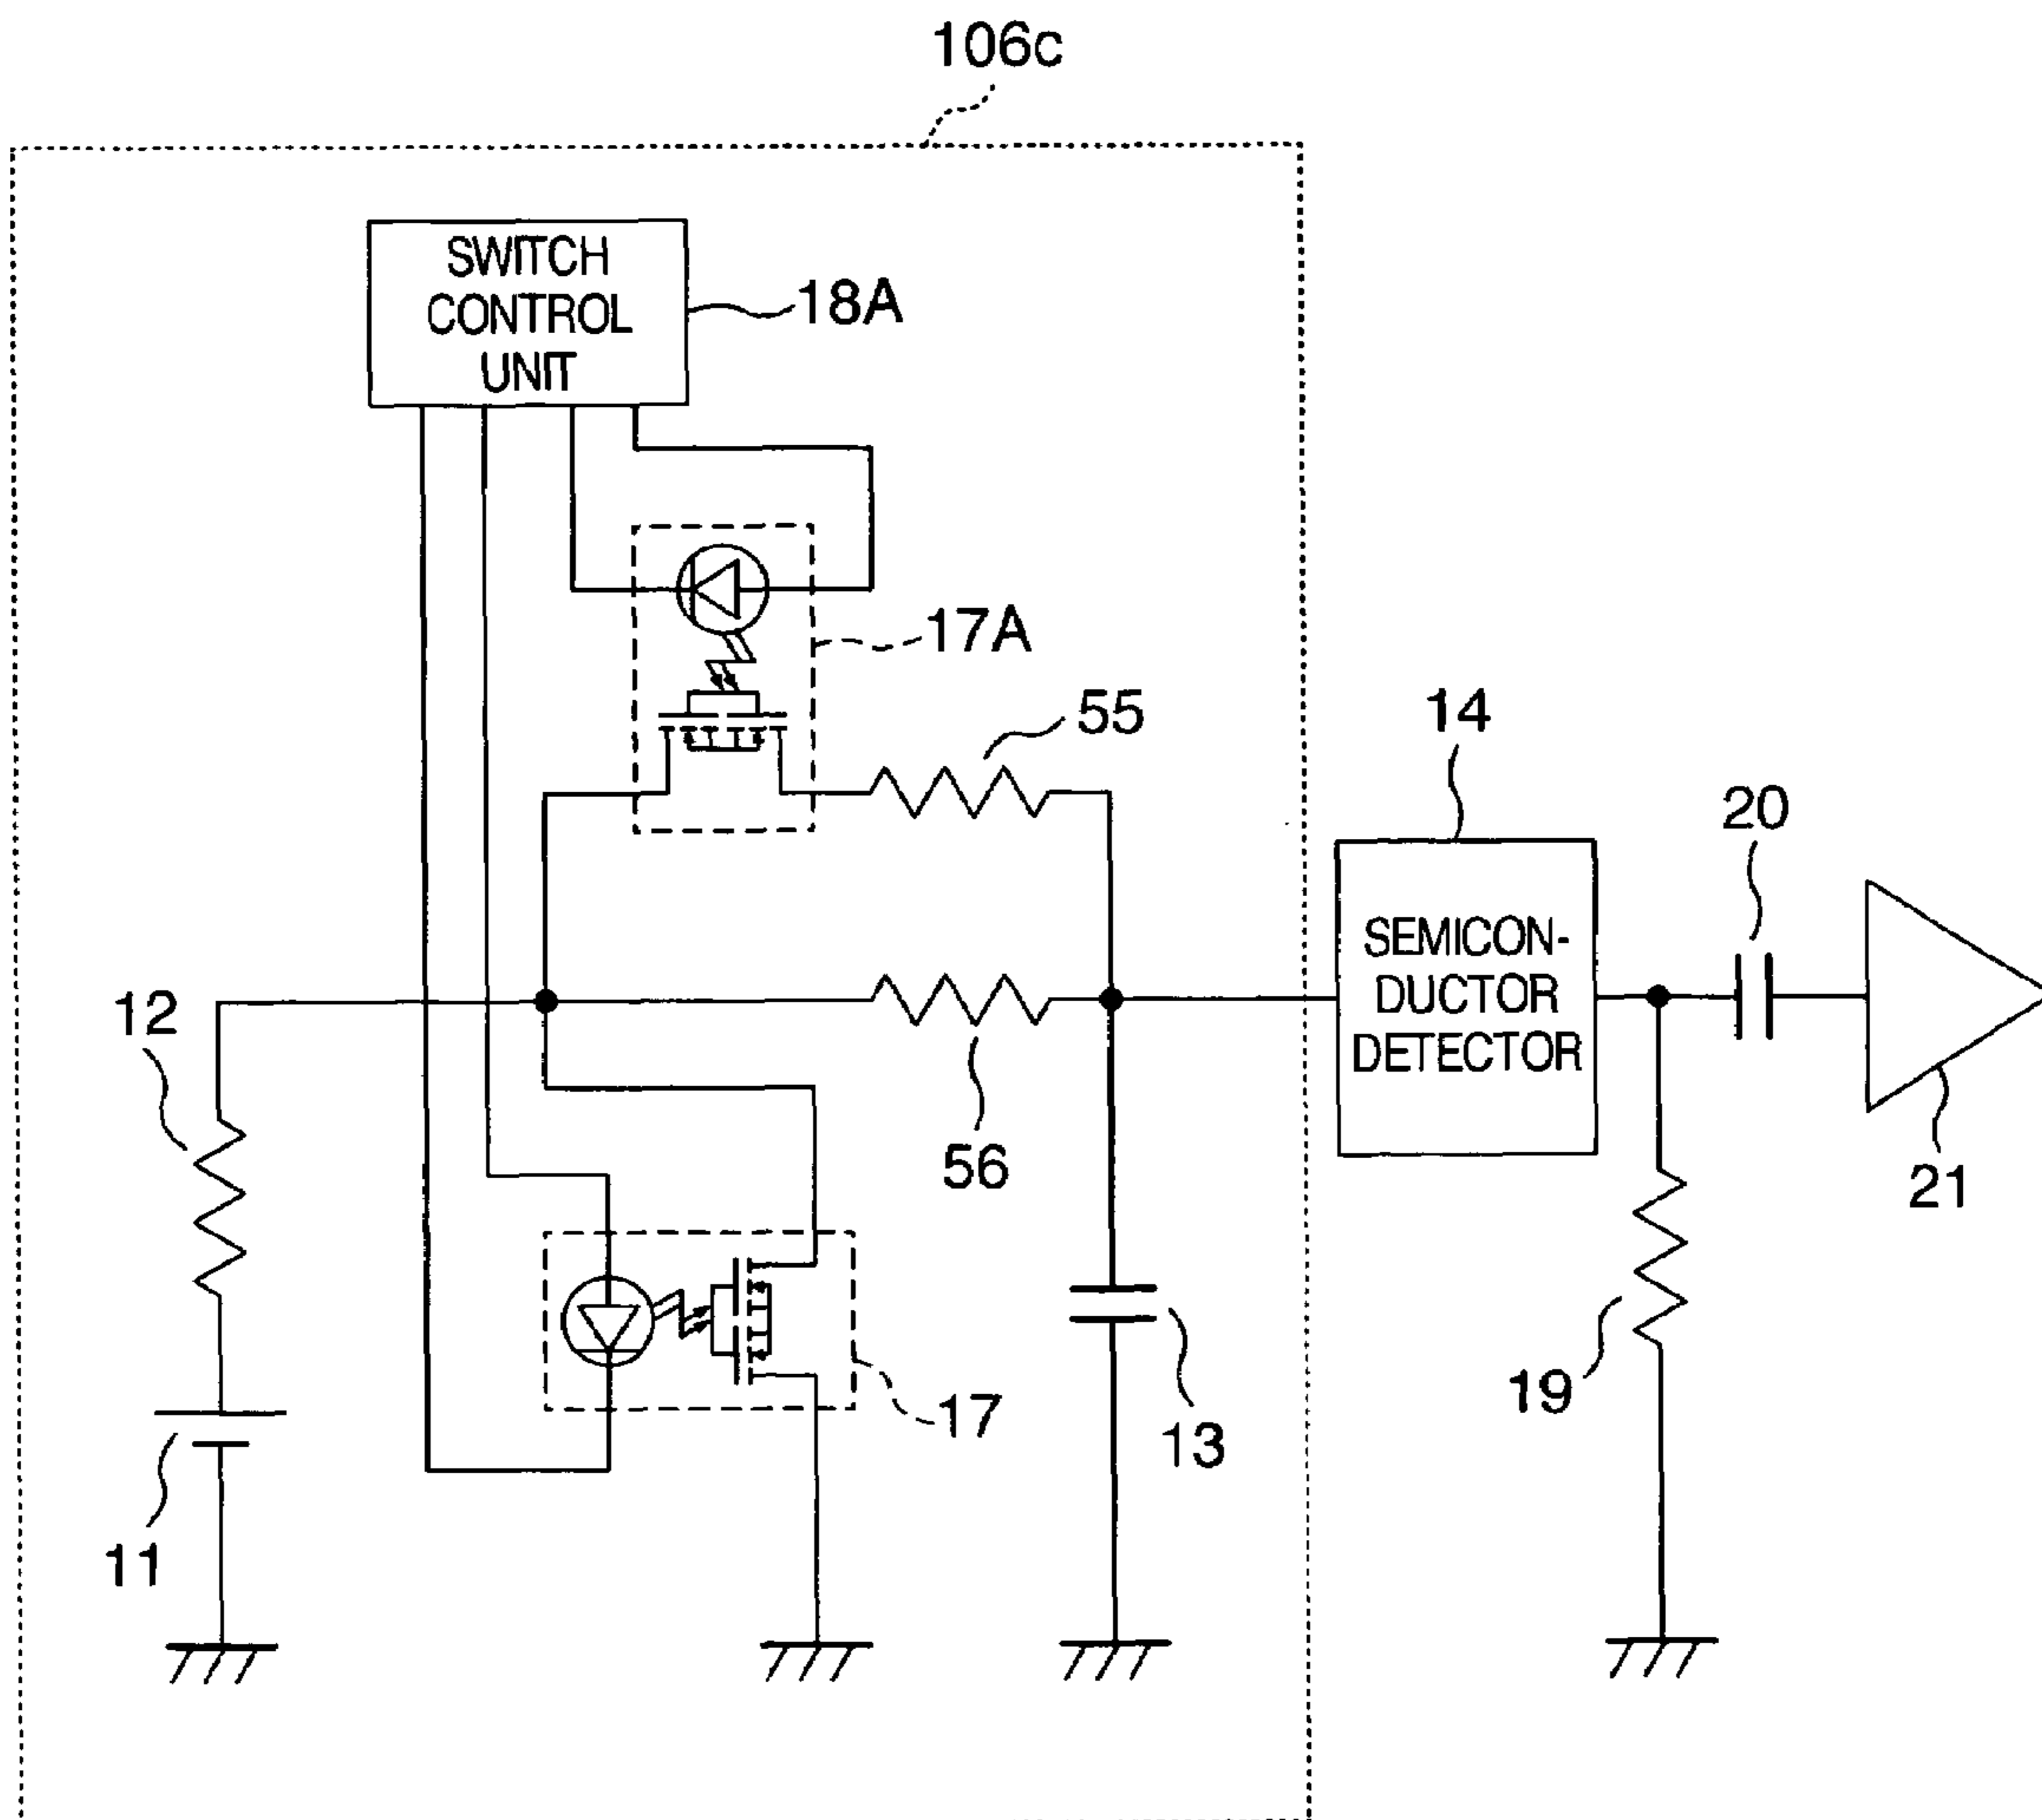 106c
SWITCH
CONTROL
UNIT
18A
17A
55
14
20
SEMICON-
DUCTOR
DETECTOR
12
56
21
17
13
19
11